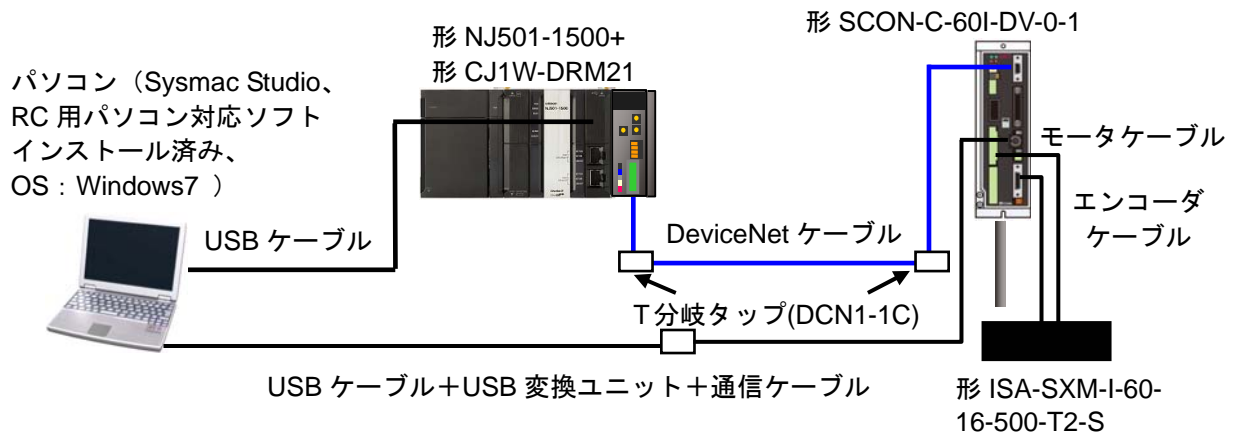 形 SCON-C-60I-DV-0-1
形 NJ501-1500+
形 CJ1W-DRM21
パソコン（Sysmac Studio、
RC 用パソコン対応ソフト
インストール済み、
OS：Windows7 ）
NJ501-1500
モータケーブル
エンコーダ
ケーブル
USB ケーブル
DeviceNet ケーブル
T分岐タップ(DCN1-1C)
USB ケーブル＋USB 変換ユニット＋通信ケーブル
形 ISA-SXM-I-60-
16-500-T2-S